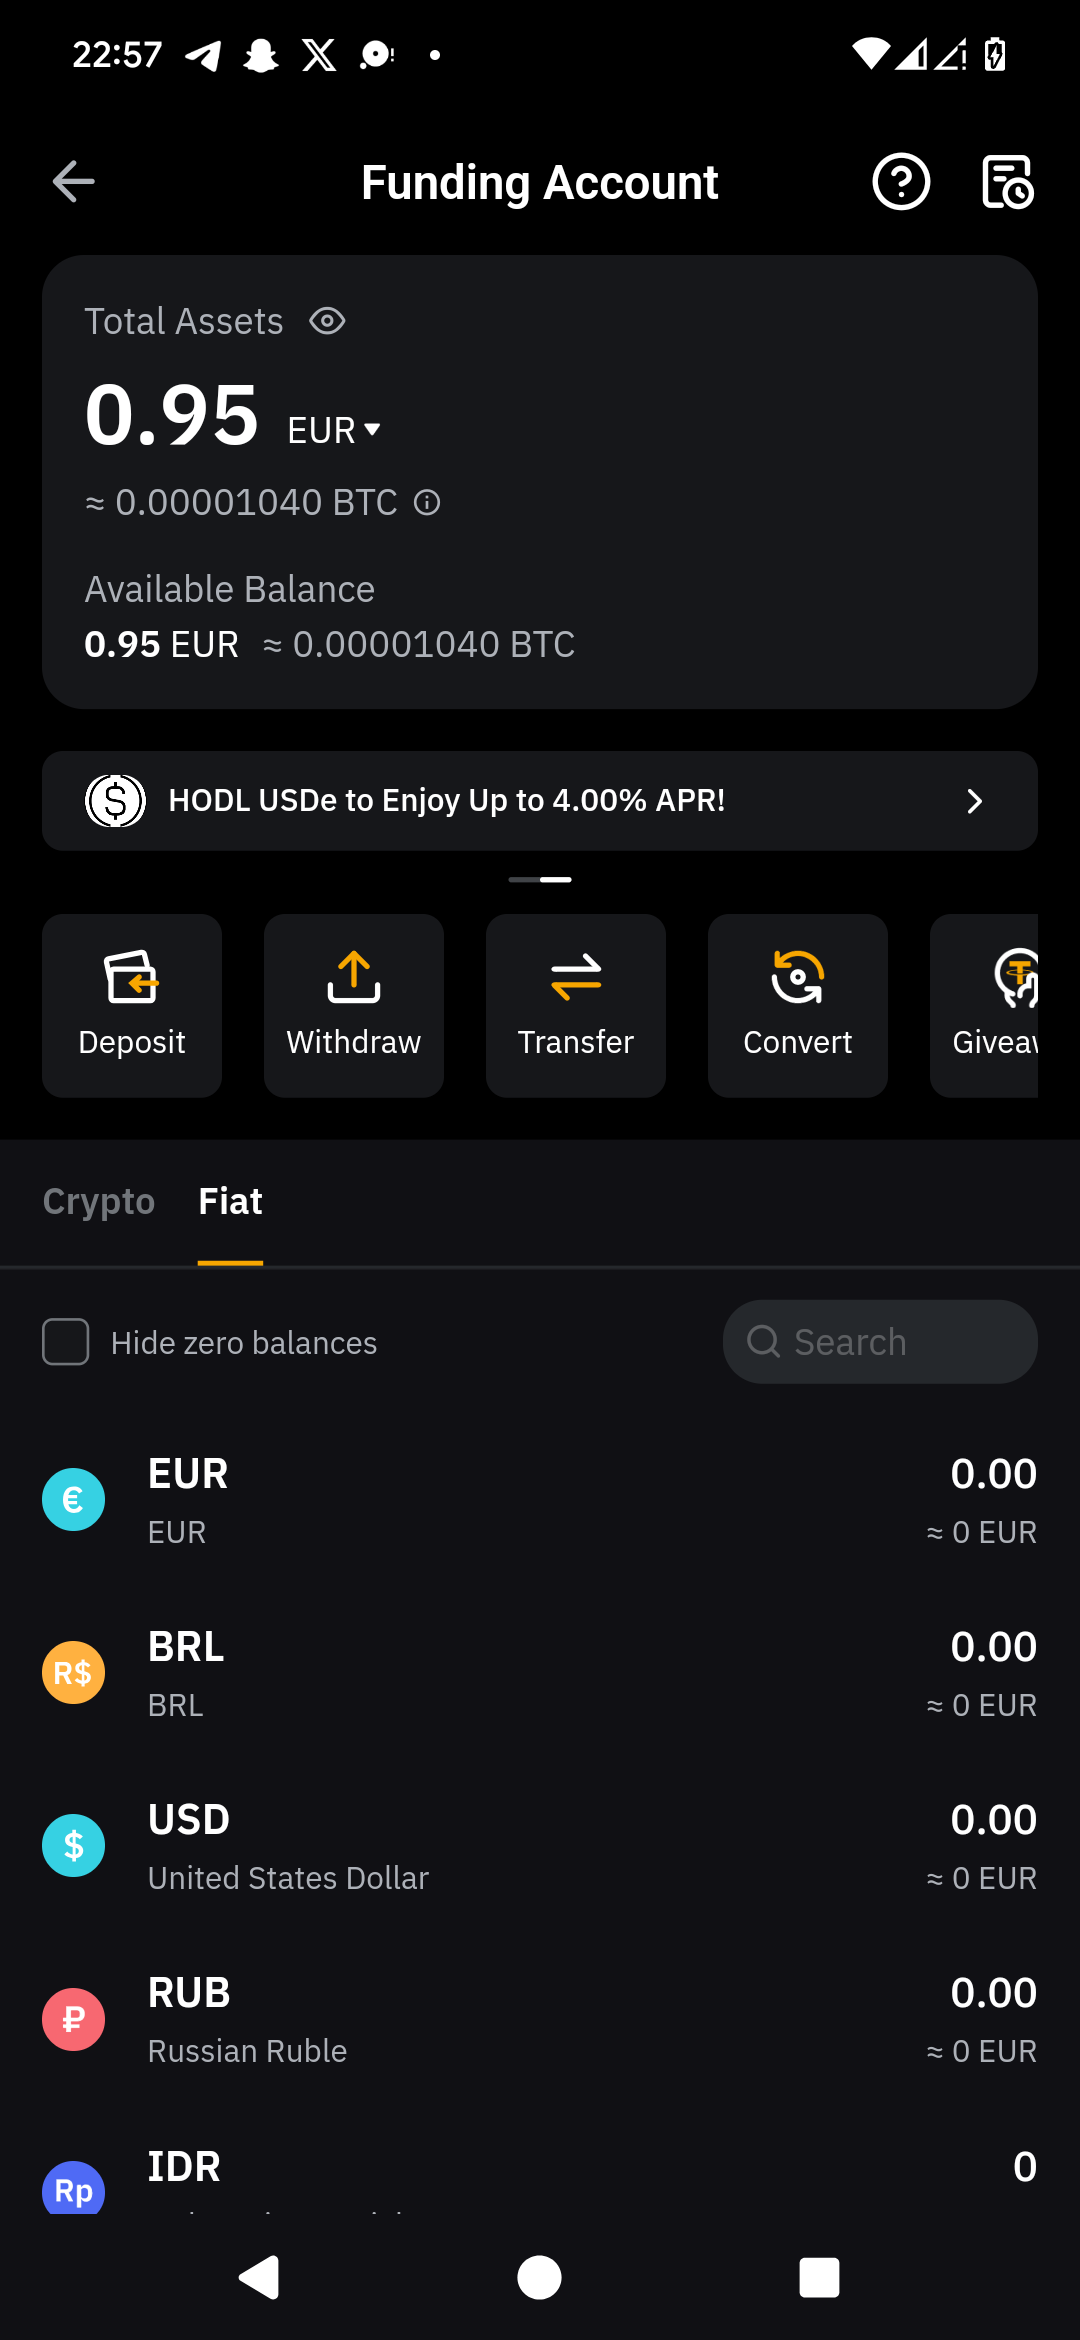 22:57
Funding Account
Total Assets
0.95 EUR
≈ 0.00001040 BTC
Available Balance
0.95 EUR ≈ 0.00001040 BTC
HODL USDe to Enjoy Up to 4.00% APR!
Deposit Withdraw Transfer Convert
Crypto Fiat
Hide zero balances Search
€ EUR 0.00
EUR ≈ 0 EUR
R$ BRL 0.00
BRL ≈ 0 EUR
$ USD 0.00
United States Dollar ≈ 0 EUR
₽ RUB 0.00
Russian Ruble ≈ 0 EUR
Rp IDR 0